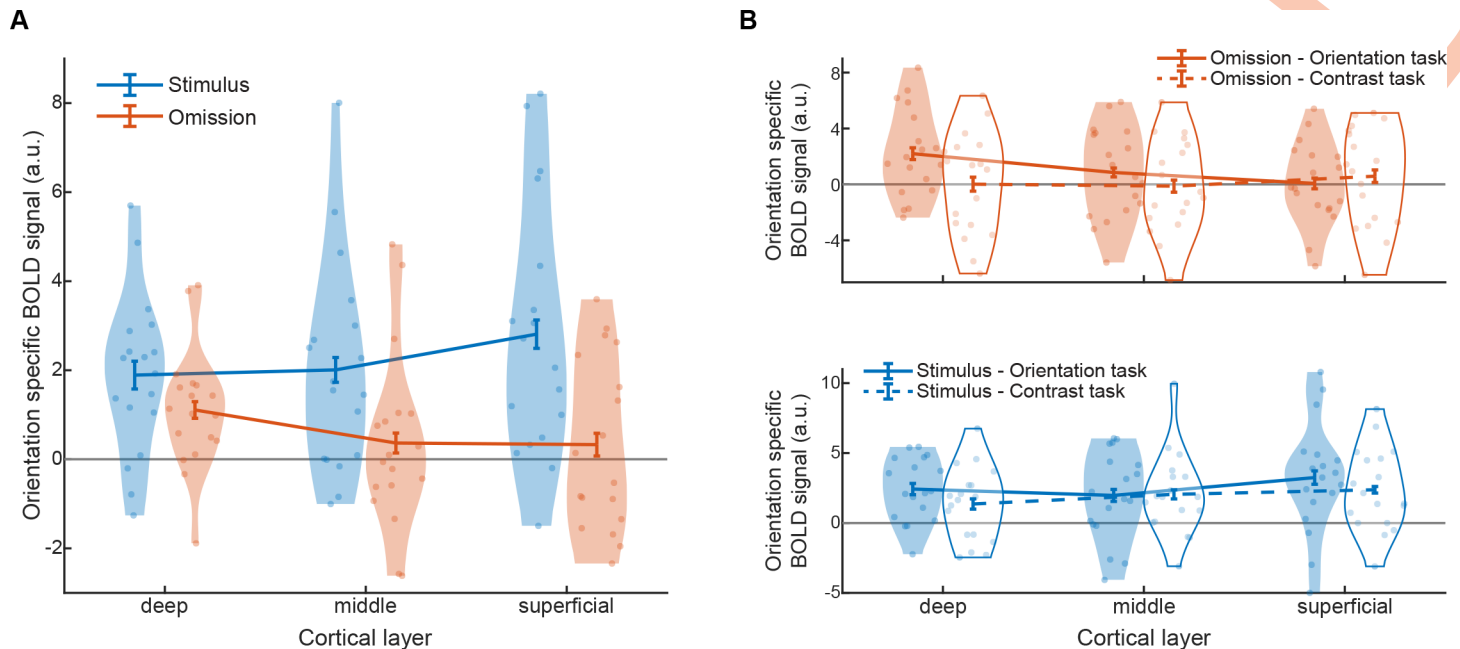 A
Stimulus
Omission
Orientation specific BOLD signal (a.u.)
8
6
4
2
0
-2
deep
middle
superficial
Cortical layer
B
Omission - Orientation task
Omission - Contrast task
Orientation specific
BOLD signal (a.u.)
8
4
0
-4
Stimulus - Orientation task
Stimulus - Contrast task
Orientation specific
BOLD signal (a.u.)
10
5
0
-5
deep
middle
superficial
Cortical layer